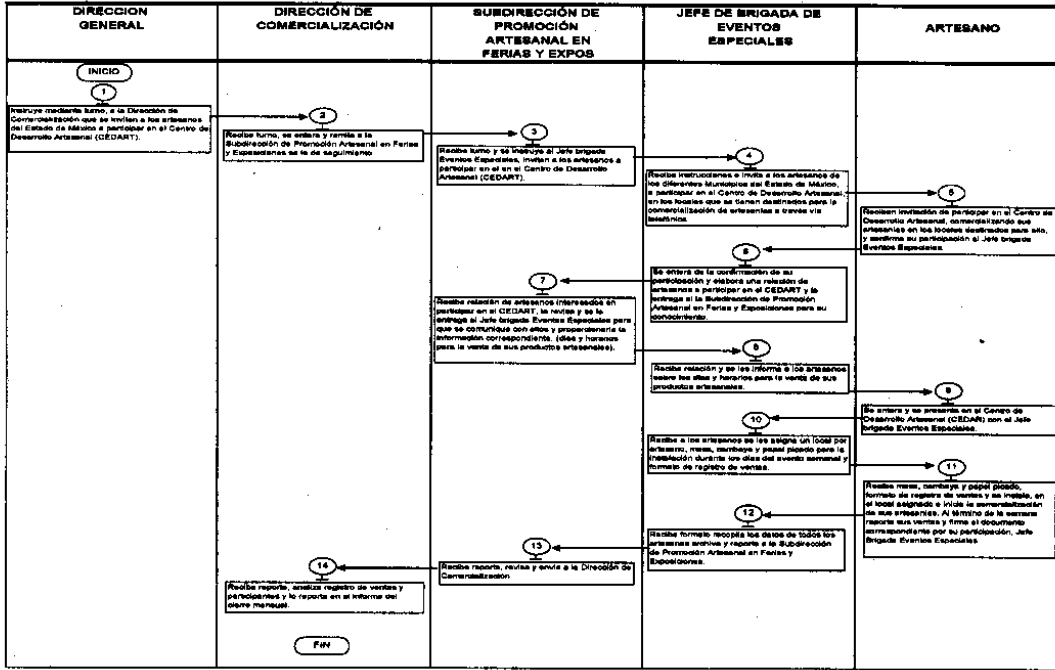 DIRECCION
GENERAL
DIRECCIÓN DE
COMERCIALIZACIÓN
SUBDIRECCIÓN DE
PROMOCIÓN
ARTESANAL EN
FERIAS Y EXPOS
JEFE DE BRIGADA DE
EVENTOS
ESPECIALES
ARTESANO
INICIO
1
Instruye mediante turno, a la Dirección de
Comercialización que se inviten a los artesanos
del Estado de México a participar en el Centro de
Desarrollo Artesanal (CEDART).
2
Recibe turno, se entera y remite a la
Subdirección de Promoción Artesanal en Ferias
y Exposiciones se le de seguimiento
3
Recibe turno y se instruye al Jefe brigada
Eventos Especiales, inviten a los artesanos a
participar en el en el Centro de Desarrollo
Artesanal (CEDART).
4
Recibe instrucciones e invita a los artesanos de
los diferentes Municipios del Estado de México,
a participar en el Centro de Desarrollo Artesanal,
en los locales que se tienen destinados para la
comercialización de artesanías a través vía
telefónica.
5
Reciben invitación de participar en el Centro de
Desarrollo Artesanal, comercializando sus
artesanías en los locales destinados para ello,
y confirma su participación al Jefe brigada
Eventos Especiales.
6
Se entera de la confirmación de su
participación y elabora una relación de
artesanos a participar en el CEDART y la
entrega al la Subdirección de Promoción
Artesanal en Ferias y Exposiciones para su
conocimiento.
7
Recibe relación de artesanos interesados en
participar en el CEDART, la revisa y se la
entrega al Jefe brigada Eventos Especiales para
que se comunique con ellos y proporcionarle la
información correspondiente. (días y horarios
para la venta de sus productos artesanales).
8
Recibe relación y se les informa a los artesanos
sobre los días y horarios para la venta de sus
productos artesanales.
9
Se entera y se presenta en el Centro de
Desarrollo Artesanal (CEDAR) con el Jefe
brigada Eventos Especiales.
10
Recibe a los artesanos se les asigna un local por
artesano, mesa, cambaya y papel picado para la
instalación durante los días del evento semanal y
formato de registro de ventas.
11
Recibe mesa, cambaya y papel picado,
formato de registro de ventas y se instala, en
el local asignado e inicia la comercialización
de sus artesanías. Al término de la semana
reporta sus ventas y firma el documento
correspondiente por su participación, Jefe
Brigada Eventos Especiales
12
Recibe formato recopila los datos de todos los
artesanos archiva y reporta a la Subdirección
de Promoción Artesanal en Ferias y
Exposiciones.
13
Recibe reporte, revisa y envía a la Dirección de
Comercialización
14
Recibe reporte, analiza registro de ventas y
participantes y lo reporta en el informe del
cierre mensual.
FIN